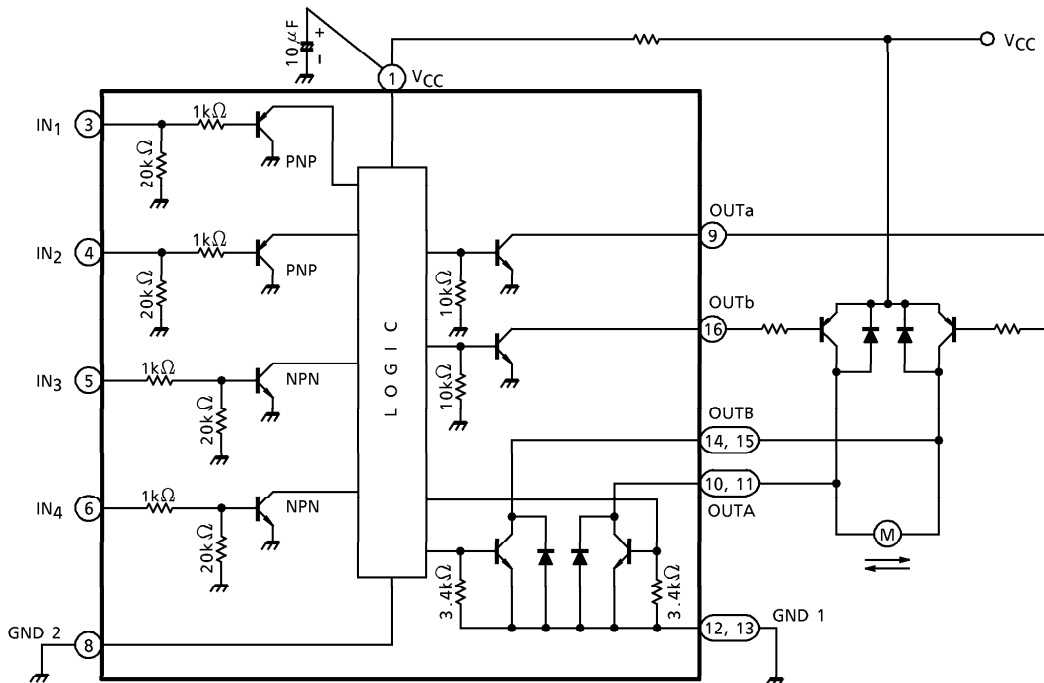 10μF
+
−
VCC
1
VCC
IN1
3
1kΩ
20kΩ
PNP
OUTa
9
IN2
4
1kΩ
20kΩ
PNP
10kΩ
OUTb
16
IN3
5
1kΩ
20kΩ
NPN
LOGIC
10kΩ
OUTB
14, 15
10, 11
OUTA
IN4
6
1kΩ
20kΩ
NPN
M
3.4kΩ
3.4kΩ
GND 2
8
GND 1
12, 13